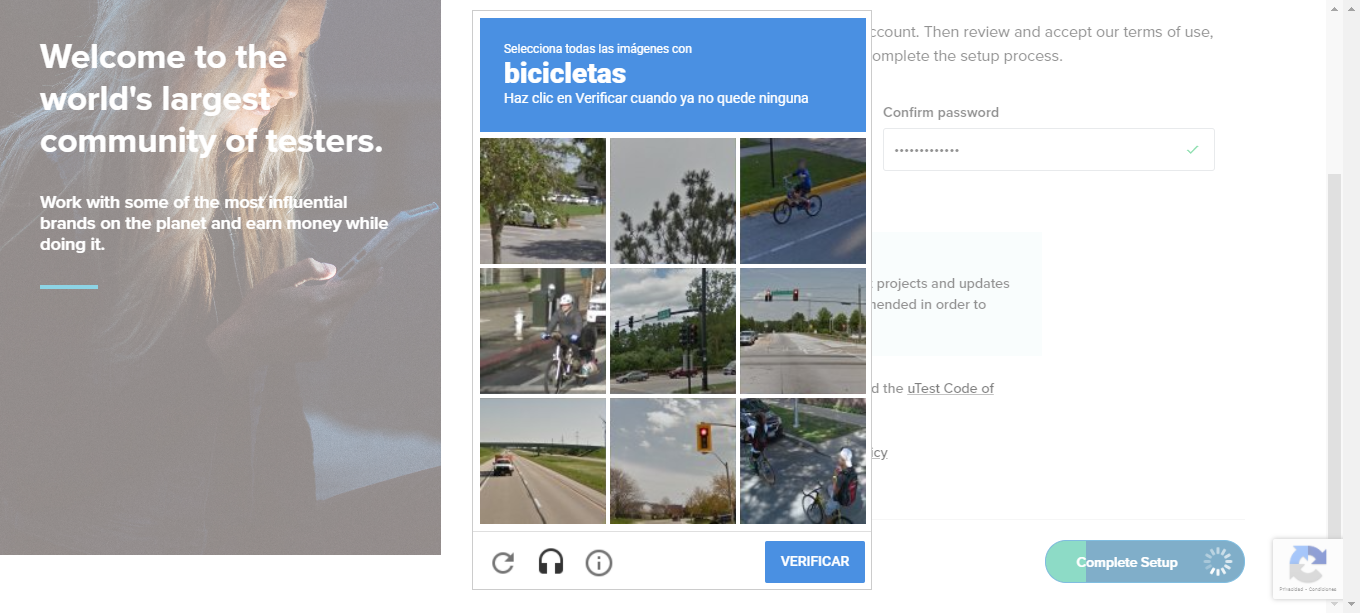 Welcome to the
world's largest
community of testers.
Work with some of the most influential
brands on the planet and earn money while
doing it.
Selecciona todas las imágenes con
bicicletas
Haz clic en Verificar cuando ya no quede ninguna
VERIFICAR
ccount. Then review and accept our terms of use,
omplete the setup process.
Confirm password
projects and updates
nended in order to
d the uTest Code of
icy
Complete Setup
Privacidad - Condiciones